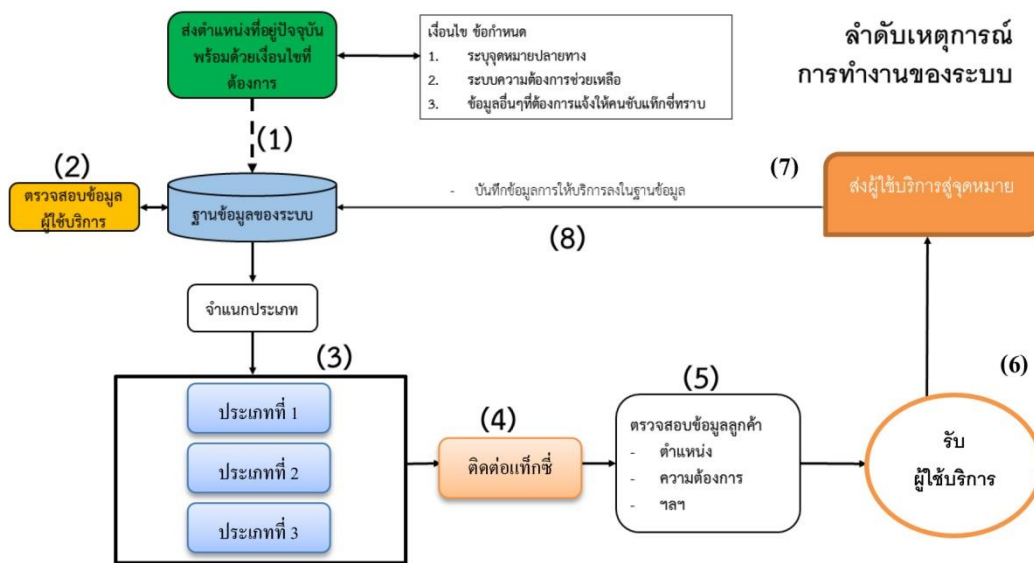 ส่งตำแหน่งที่อยู่ปัจจุบัน
พร้อมด้วยเงื่อนไขที่
ต้องการ
เงื่อนไข ข้อกำหนด
1. ระบุจุดหมายปลายทาง
2. ระบบความต้องการช่วยเหลือ
3. ข้อมูลอื่นๆที่ต้องการแจ้งให้คนขับแท๊กซี่ทราบ
ลำดับเหตุการณ์
การทำงานของระบบ
(1)
(2)
ตรวจสอบข้อมูล
ผู้ใช้บริการ
ฐานข้อมูลของระบบ
- บันทึกข้อมูลการให้บริการลงในฐานข้อมูล
(8)
(7)
ส่งผู้ใช้บริการสู่จุดหมาย
จำแนกประเภท
(3)
ประเภทที่ 1
ประเภทที่ 2
ประเภทที่ 3
(4)
ติดต่อแท็กซี่
(5)
ตรวจสอบข้อมูลลูกค้า
- ตำแหน่ง
- ความต้องการ
- ฯลฯ
(6)
รับ
ผู้ใช้บริการ